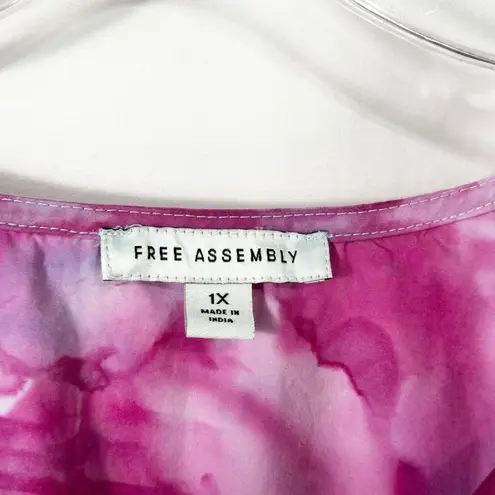 FREE ASSEMBLY
1X
MADE IN
INDIA